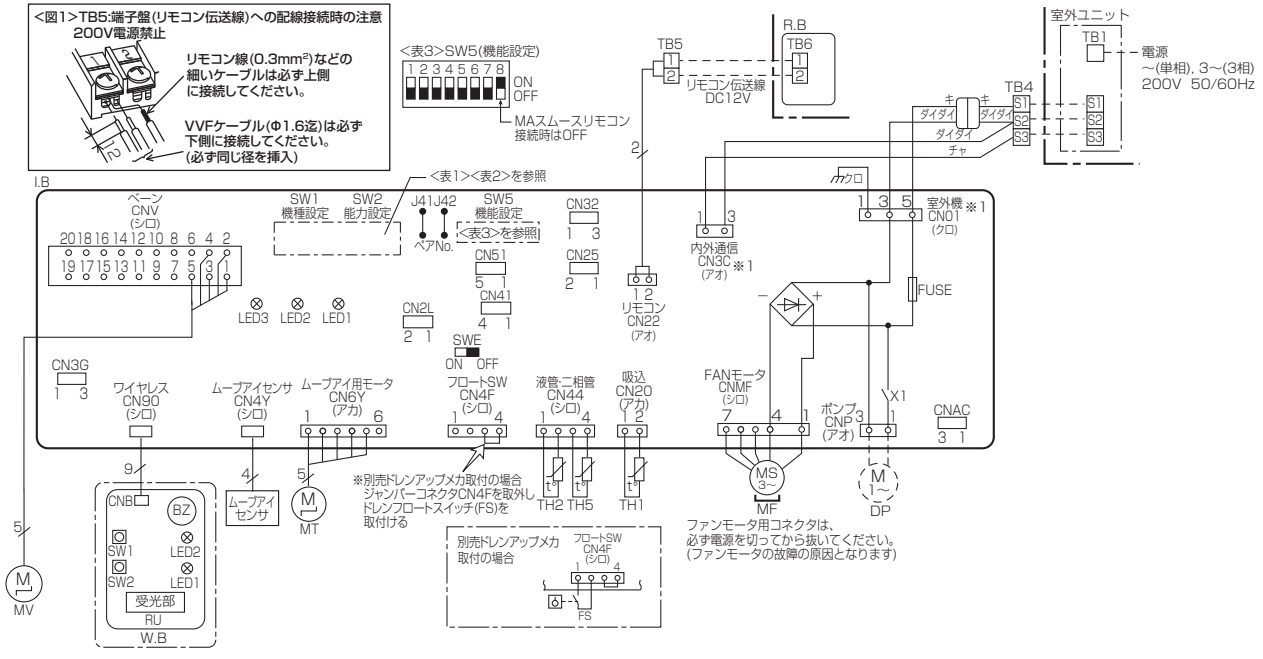 <図1>TB5:端子盤(リモコン伝送線)への配線接続時の注意
200V電源禁止
1 2
リモコン線(0.3mm²)などの
細いケーブルは必ず上側
に接続してください。
VVFケーブル(Φ1.6迄)は必ず
下側に接続してください。
(必ず同じ径を挿入)
12
<表3>SW5(機能設定)
1 2 3 4 5 6 7 8
ON
OFF
MAスムースリモコン
接続時はOFF
TB5
1
2
リモコン伝送線
DC12V
R.B
TB6
1
2
室外ユニット
TB1
電源
~(単相), 3~(3相)
200V 50/60Hz
TB4
S1
S2
S3
S1
S2
S3
キ キ
ダイダイ ダイダイ
ダイダイ
チャ
2
I.B
ベーン
CNV
(シロ)
20 18 16 14 12 10 8 6 4 2
19 17 15 13 11 9 7 5 3 1
SW1
機種設定
SW2
能力設定
<表1><表2>を参照
J41 J42
ペアNo.
SW5
機能設定
<表3>を参照
CN32
1 3
CN51
5 1
CN25
2 1
CN41
4 1
CN2L
2 1
SWE
ON OFF
LED3 LED2 LED1
1 2
リモコン
CN22
(アオ)
1 3
内外通信
CN3C ※1
(アオ)
クロ
1 3 5
室外機 ※1
CN01
(クロ)
FUSE
− +
X1
CN3G
1 3
ワイヤレス
CN90
(シロ)
ムーブアイセンサ
CN4Y
(シロ)
ムーブアイ用モータ
CN6Y
(アカ)
1 6
フロートSW
CN4F
(シロ)
1 4
液管・二相管
CN44
(シロ)
1 4
吸込
CN20
(アカ)
1 2
FANモータ
CNMF
(シロ)
7 4 1
ポンプ
CNP
(アオ)
3 1
CNAC
3 1
9
4
5
5
CNB
BZ
SW1
SW2
LED2
LED1
受光部
RU
W.B
ムーブアイ
センサ
M
MT
M
MV
※別売ドレンアップメカ取付の場合
ジャンパーコネクタCN4Fを取外し
ドレンフロートスイッチ(FS)を
取付ける
t° t° t°
TH2 TH5 TH1
MS
3~
MF
M
1~
DP
ファンモータ用コネクタは、
必ず電源を切ってから抜いてください。
(ファンモータの故障の原因となります)
別売ドレンアップメカ
取付の場合
フロートSW
CN4F
(シロ)
1 4
FS